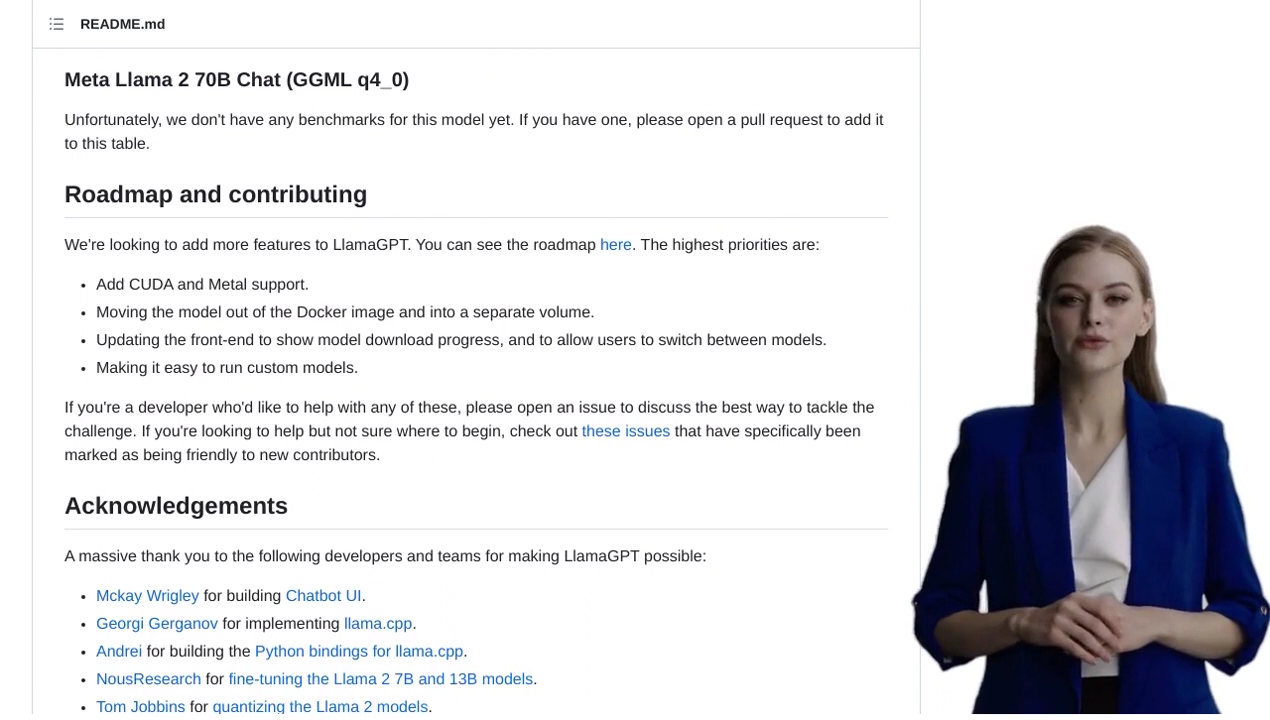 README.md
Meta Llama 2 70B Chat (GGML q4_0)
Unfortunately, we don't have any benchmarks for this model yet. If you have one, please open a pull request to add it
to this table.
Roadmap and contributing
We're looking to add more features to LlamaGPT. You can see the roadmap here. The highest priorities are:
• Add CUDA and Metal support.
• Moving the model out of the Docker image and into a separate volume.
• Updating the front-end to show model download progress, and to allow users to switch between models.
• Making it easy to run custom models.
If you're a developer who'd like to help with any of these, please open an issue to discuss the best way to tackle the
challenge. If you're looking to help but not sure where to begin, check out these issues that have specifically been
marked as being friendly to new contributors.
Acknowledgements
A massive thank you to the following developers and teams for making LlamaGPT possible:
• Mckay Wrigley for building Chatbot UI.
• Georgi Gerganov for implementing llama.cpp.
• Andrei for building the Python bindings for llama.cpp.
• NousResearch for fine-tuning the Llama 2 7B and 13B models.
• Tom Jobbins for quantizing the Llama 2 models.